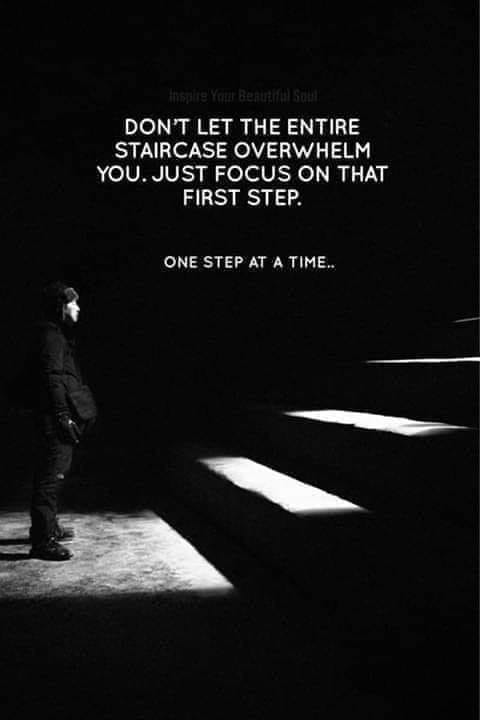 Inspire Your Beautiful Soul
DON'T LET THE ENTIRE
STAIRCASE OVERWHELM
YOU. JUST FOCUS ON THAT
FIRST STEP.
ONE STEP AT A TIME..